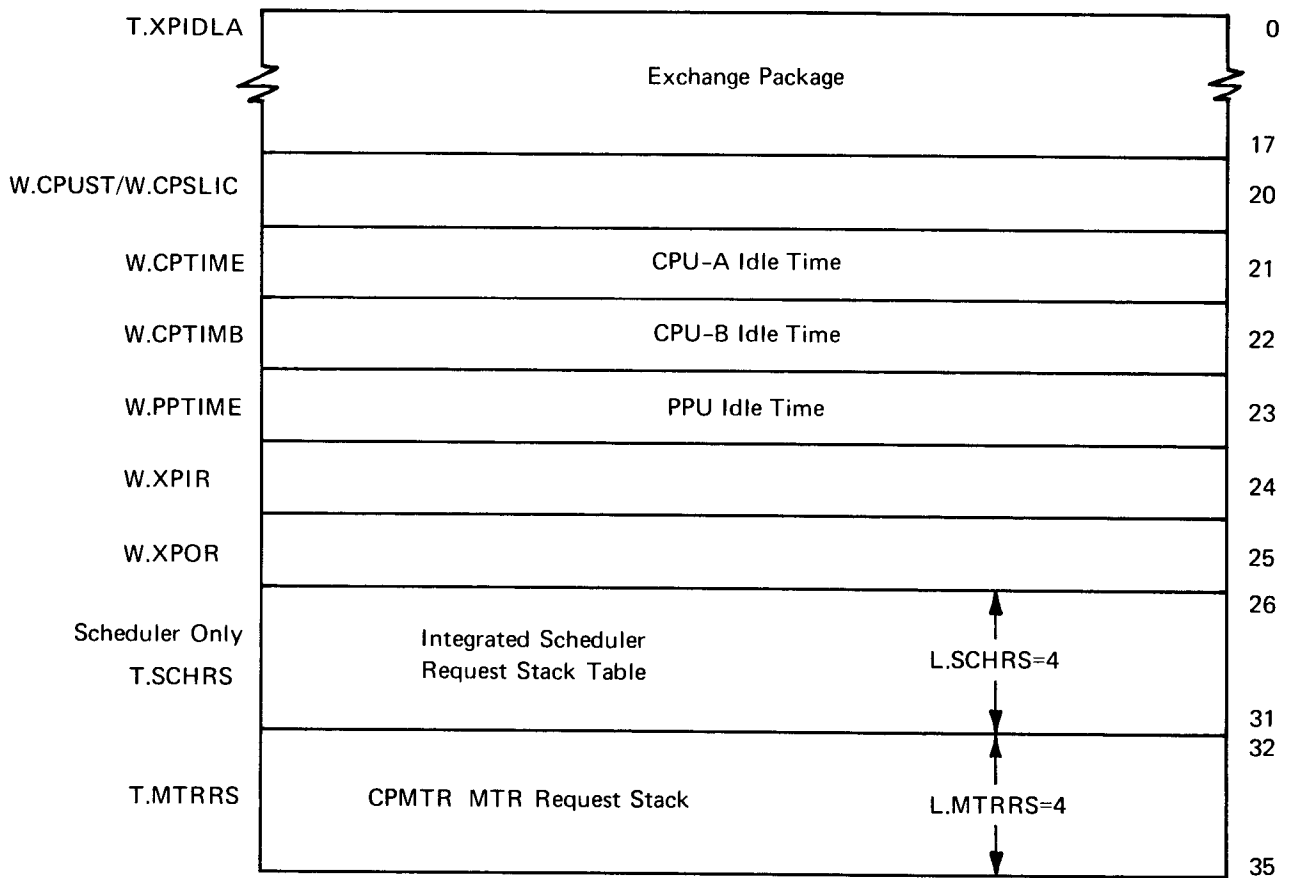 T.XPIDLA 0
Exchange Package
17
W.CPUST/W.CPSLIC 20
W.CPTIME CPU-A Idle Time 21
W.CPTIMB CPU-B Idle Time 22
W.PPTIME PPU Idle Time 23
W.XPIR 24
W.XPOR 25
26
Scheduler Only Integrated Scheduler
T.SCHRS Request Stack Table L.SCHRS=4
31
32
T.MTRRS CPMTR MTR Request Stack L.MTRRS=4
35